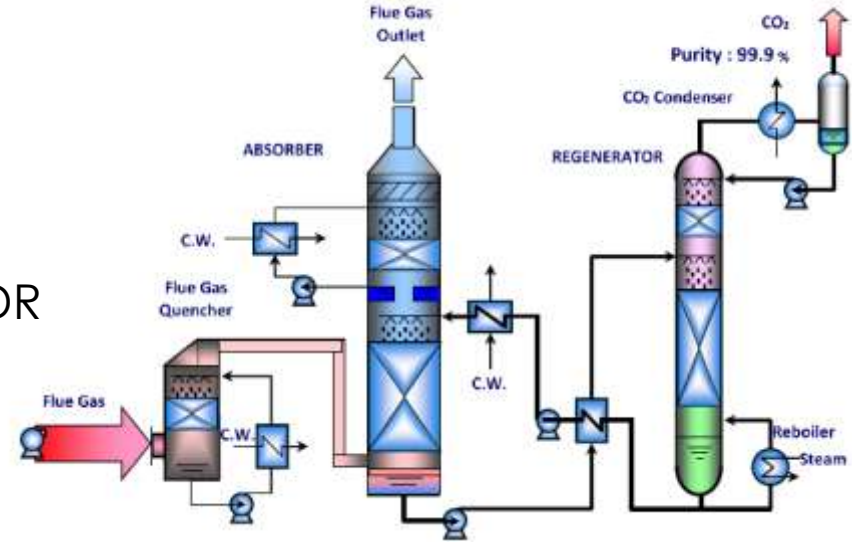 Flue Gas
Outlet
CO₂
Purity : 99.9 %
CO₂ Condenser
ABSORBER
REGENERATOR
C.W.
Flue Gas
Quencher
OR
C.W.
Flue Gas
C.W.
Reboiler
Steam